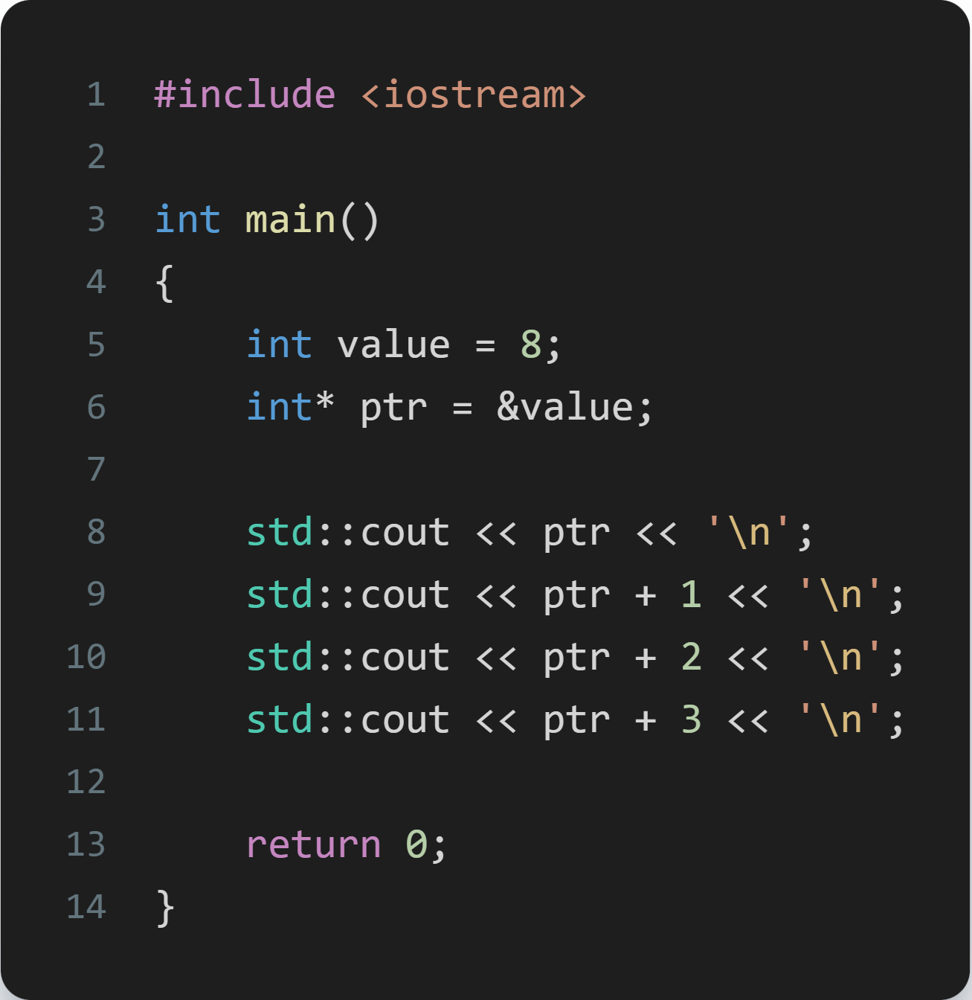 1 #include <iostream>
2
3 int main()
4 {
5     int value = 8;
6     int* ptr = &value;
7
8     std::cout << ptr << '\n';
9     std::cout << ptr + 1 << '\n';
10     std::cout << ptr + 2 << '\n';
11     std::cout << ptr + 3 << '\n';
12
13     return 0;
14 }